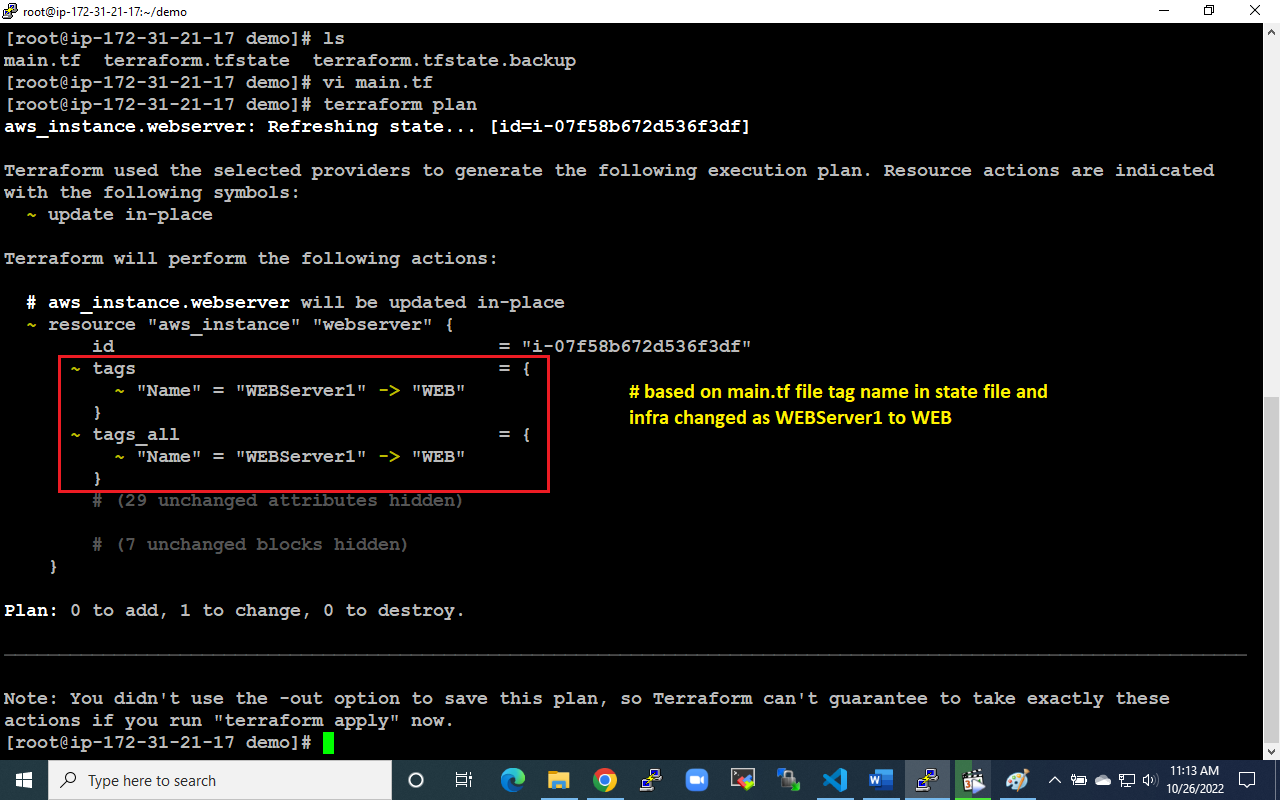 root@ip-172-31-21-17:~/demo
[root@ip-172-31-21-17 demo]# ls
main.tf  terraform.tfstate  terraform.tfstate.backup
[root@ip-172-31-21-17 demo]# vi main.tf
[root@ip-172-31-21-17 demo]# terraform plan
aws_instance.webserver: Refreshing state... [id=i-07f58b672d536f3df]
Terraform used the selected providers to generate the following execution plan. Resource actions are indicated
with the following symbols:
  ~ update in-place
Terraform will perform the following actions:
  # aws_instance.webserver will be updated in-place
  ~ resource "aws_instance" "webserver" {
        id                                   = "i-07f58b672d536f3df"
      ~ tags                                 = {
          ~ "Name" = "WEBServer1" -> "WEB"
        }
      ~ tags_all                             = {
          ~ "Name" = "WEBServer1" -> "WEB"
        }
        # (29 unchanged attributes hidden)
        # (7 unchanged blocks hidden)
    }
# based on main.tf file tag name in state file and
infra changed as WEBServer1 to WEB
Plan: 0 to add, 1 to change, 0 to destroy.
Note: You didn't use the -out option to save this plan, so Terraform can't guarantee to take exactly these
actions if you run "terraform apply" now.
[root@ip-172-31-21-17 demo]#
Type here to search
11:13 AM
10/26/2022